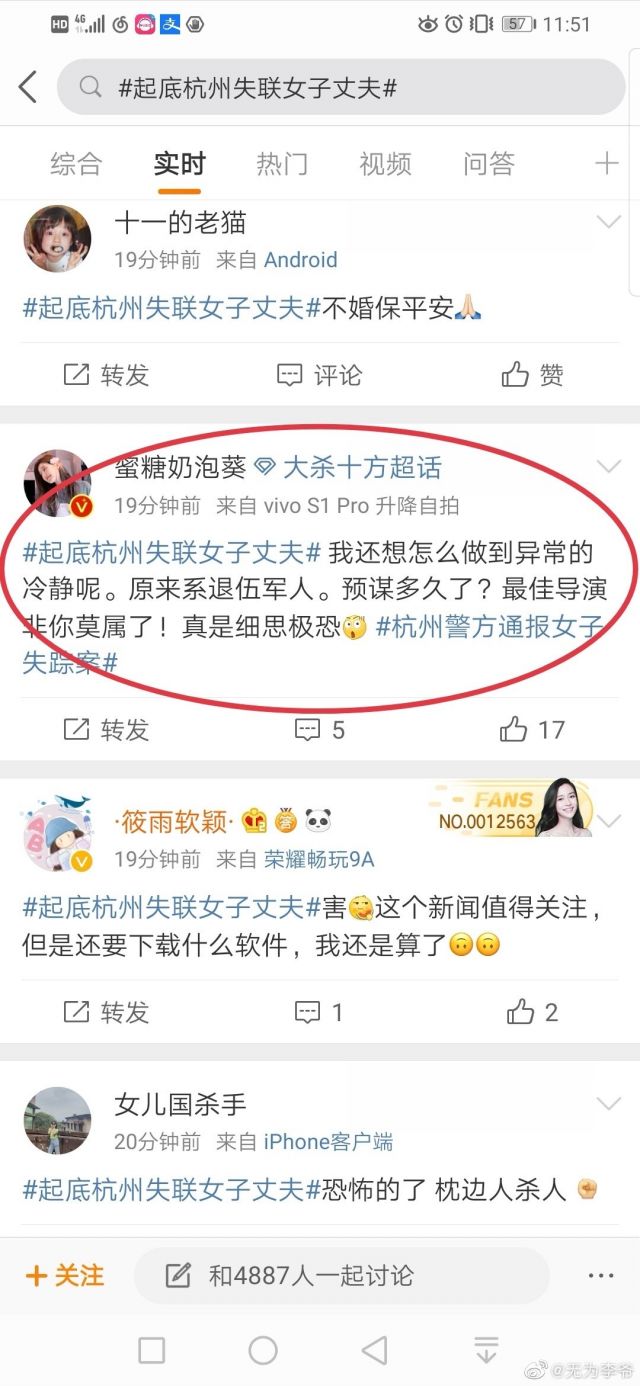 HD 4G 57 11:51
#起底杭州失联女子丈夫#
综合 实时 热门 视频 问答
十一的老猫
19分钟前 来自 Android
#起底杭州失联女子丈夫#不婚保平安🙏🏻
转发 评论 赞
蜜糖奶泡葵 大杀十方超话
19分钟前 来自 vivo S1 Pro 升降自拍
#起底杭州失联女子丈夫# 我还想怎么做到异常的
冷静呢。原来系退伍军人。预谋多久了？最佳导演
非你莫属了！真是细思极恐 #杭州警方通报女子
失踪案#
转发 5 17
·筱雨软颖· 答
FANS
NO.0012563
19分钟前 来自 荣耀畅玩9A
#起底杭州失联女子丈夫#害这个新闻值得关注，
但是还要下载什么软件，我还是算了🙃🙃
转发 1 2
女儿国杀手
20分钟前 来自 iPhone客户端
#起底杭州失联女子丈夫#恐怖的了 枕边人杀人 ✊
+ 关注 和4887人一起讨论
@无为李爷